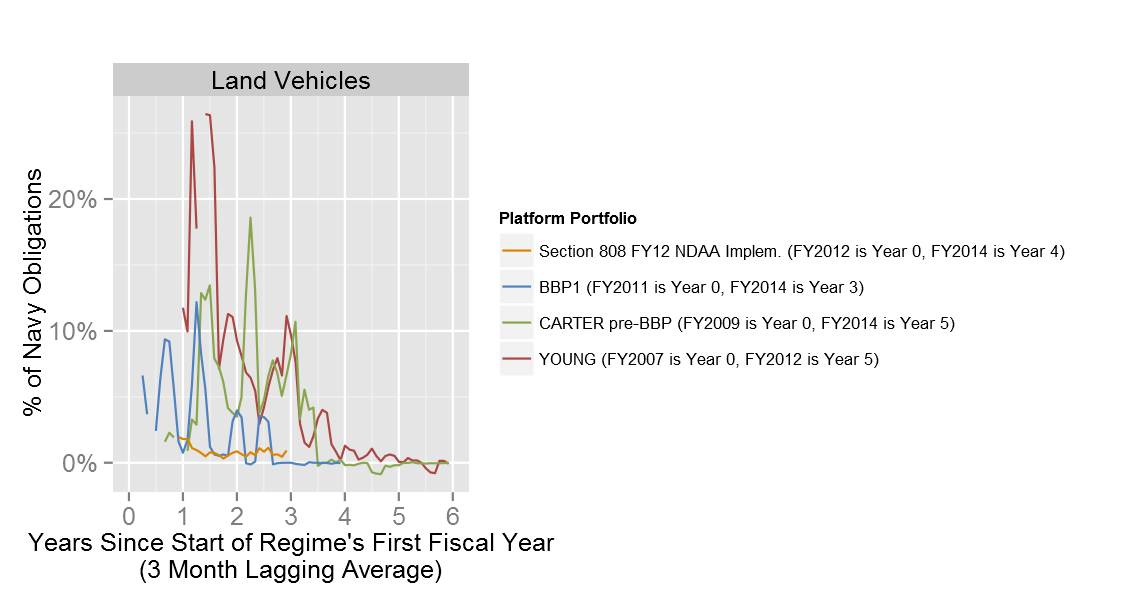 Land Vehicles
% of Navy Obligations
20%
10%
0%
0 1 2 3 4 5 6
Years Since Start of Regime's First Fiscal Year
(3 Month Lagging Average)
Platform Portfolio
Section 808 FY12 NDAA Implem. (FY2012 is Year 0, FY2014 is Year 4)
BBP1 (FY2011 is Year 0, FY2014 is Year 3)
CARTER pre-BBP (FY2009 is Year 0, FY2014 is Year 5)
YOUNG (FY2007 is Year 0, FY2012 is Year 5)